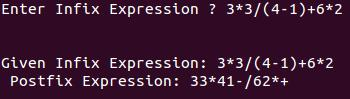 Enter Infix Expression ? 3*3/(4-1)+6*2
Given Infix Expression: 3*3/(4-1)+6*2
Postfix Expression: 33*41-/62*+